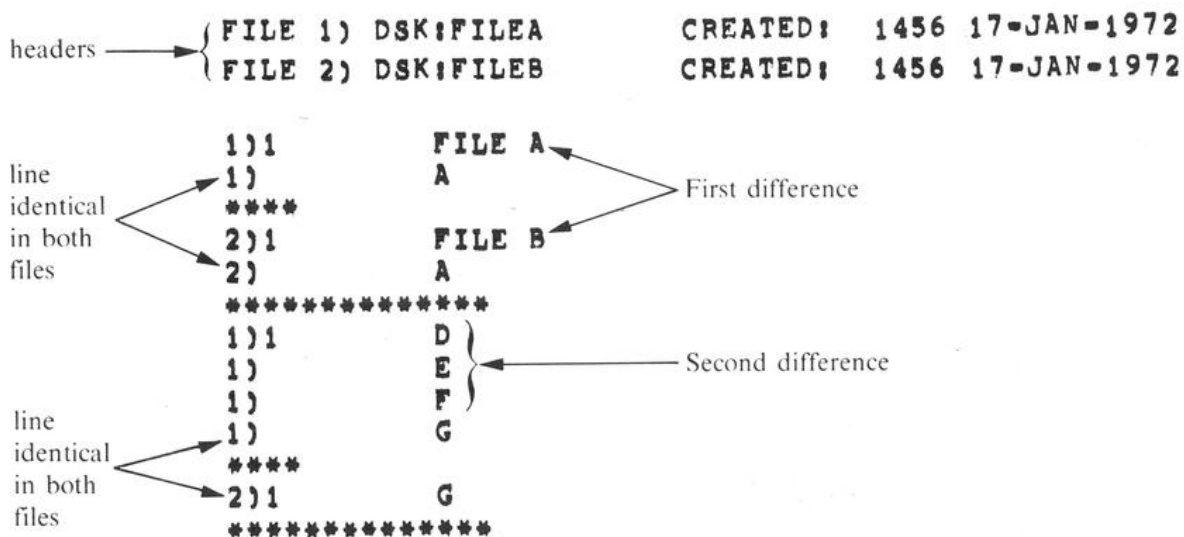 headers FILE 1) DSK:FILEA CREATED: 1456 17-JAN-1972
FILE 2) DSK:FILEB CREATED: 1456 17-JAN-1972
1)1 FILE A
line 1) A
identical ****
in both 2)1 FILE B
files 2) A
First difference
**************
1)1 D
1) E
Second difference
1) F
line 1) G
identical ****
in both 2)1 G
files
**************